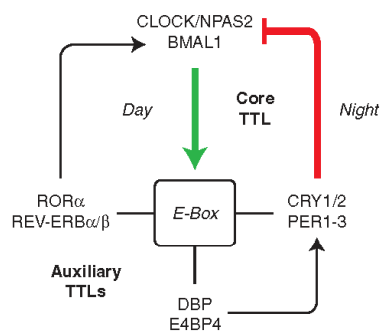 CLOCK/NPAS2
BMAL1
Day
Core
TTL
Night
RORα
REV-ERBα/β
E-Box
CRY1/2
PER1-3
Auxiliary
TTLs
DBP
E4BP4